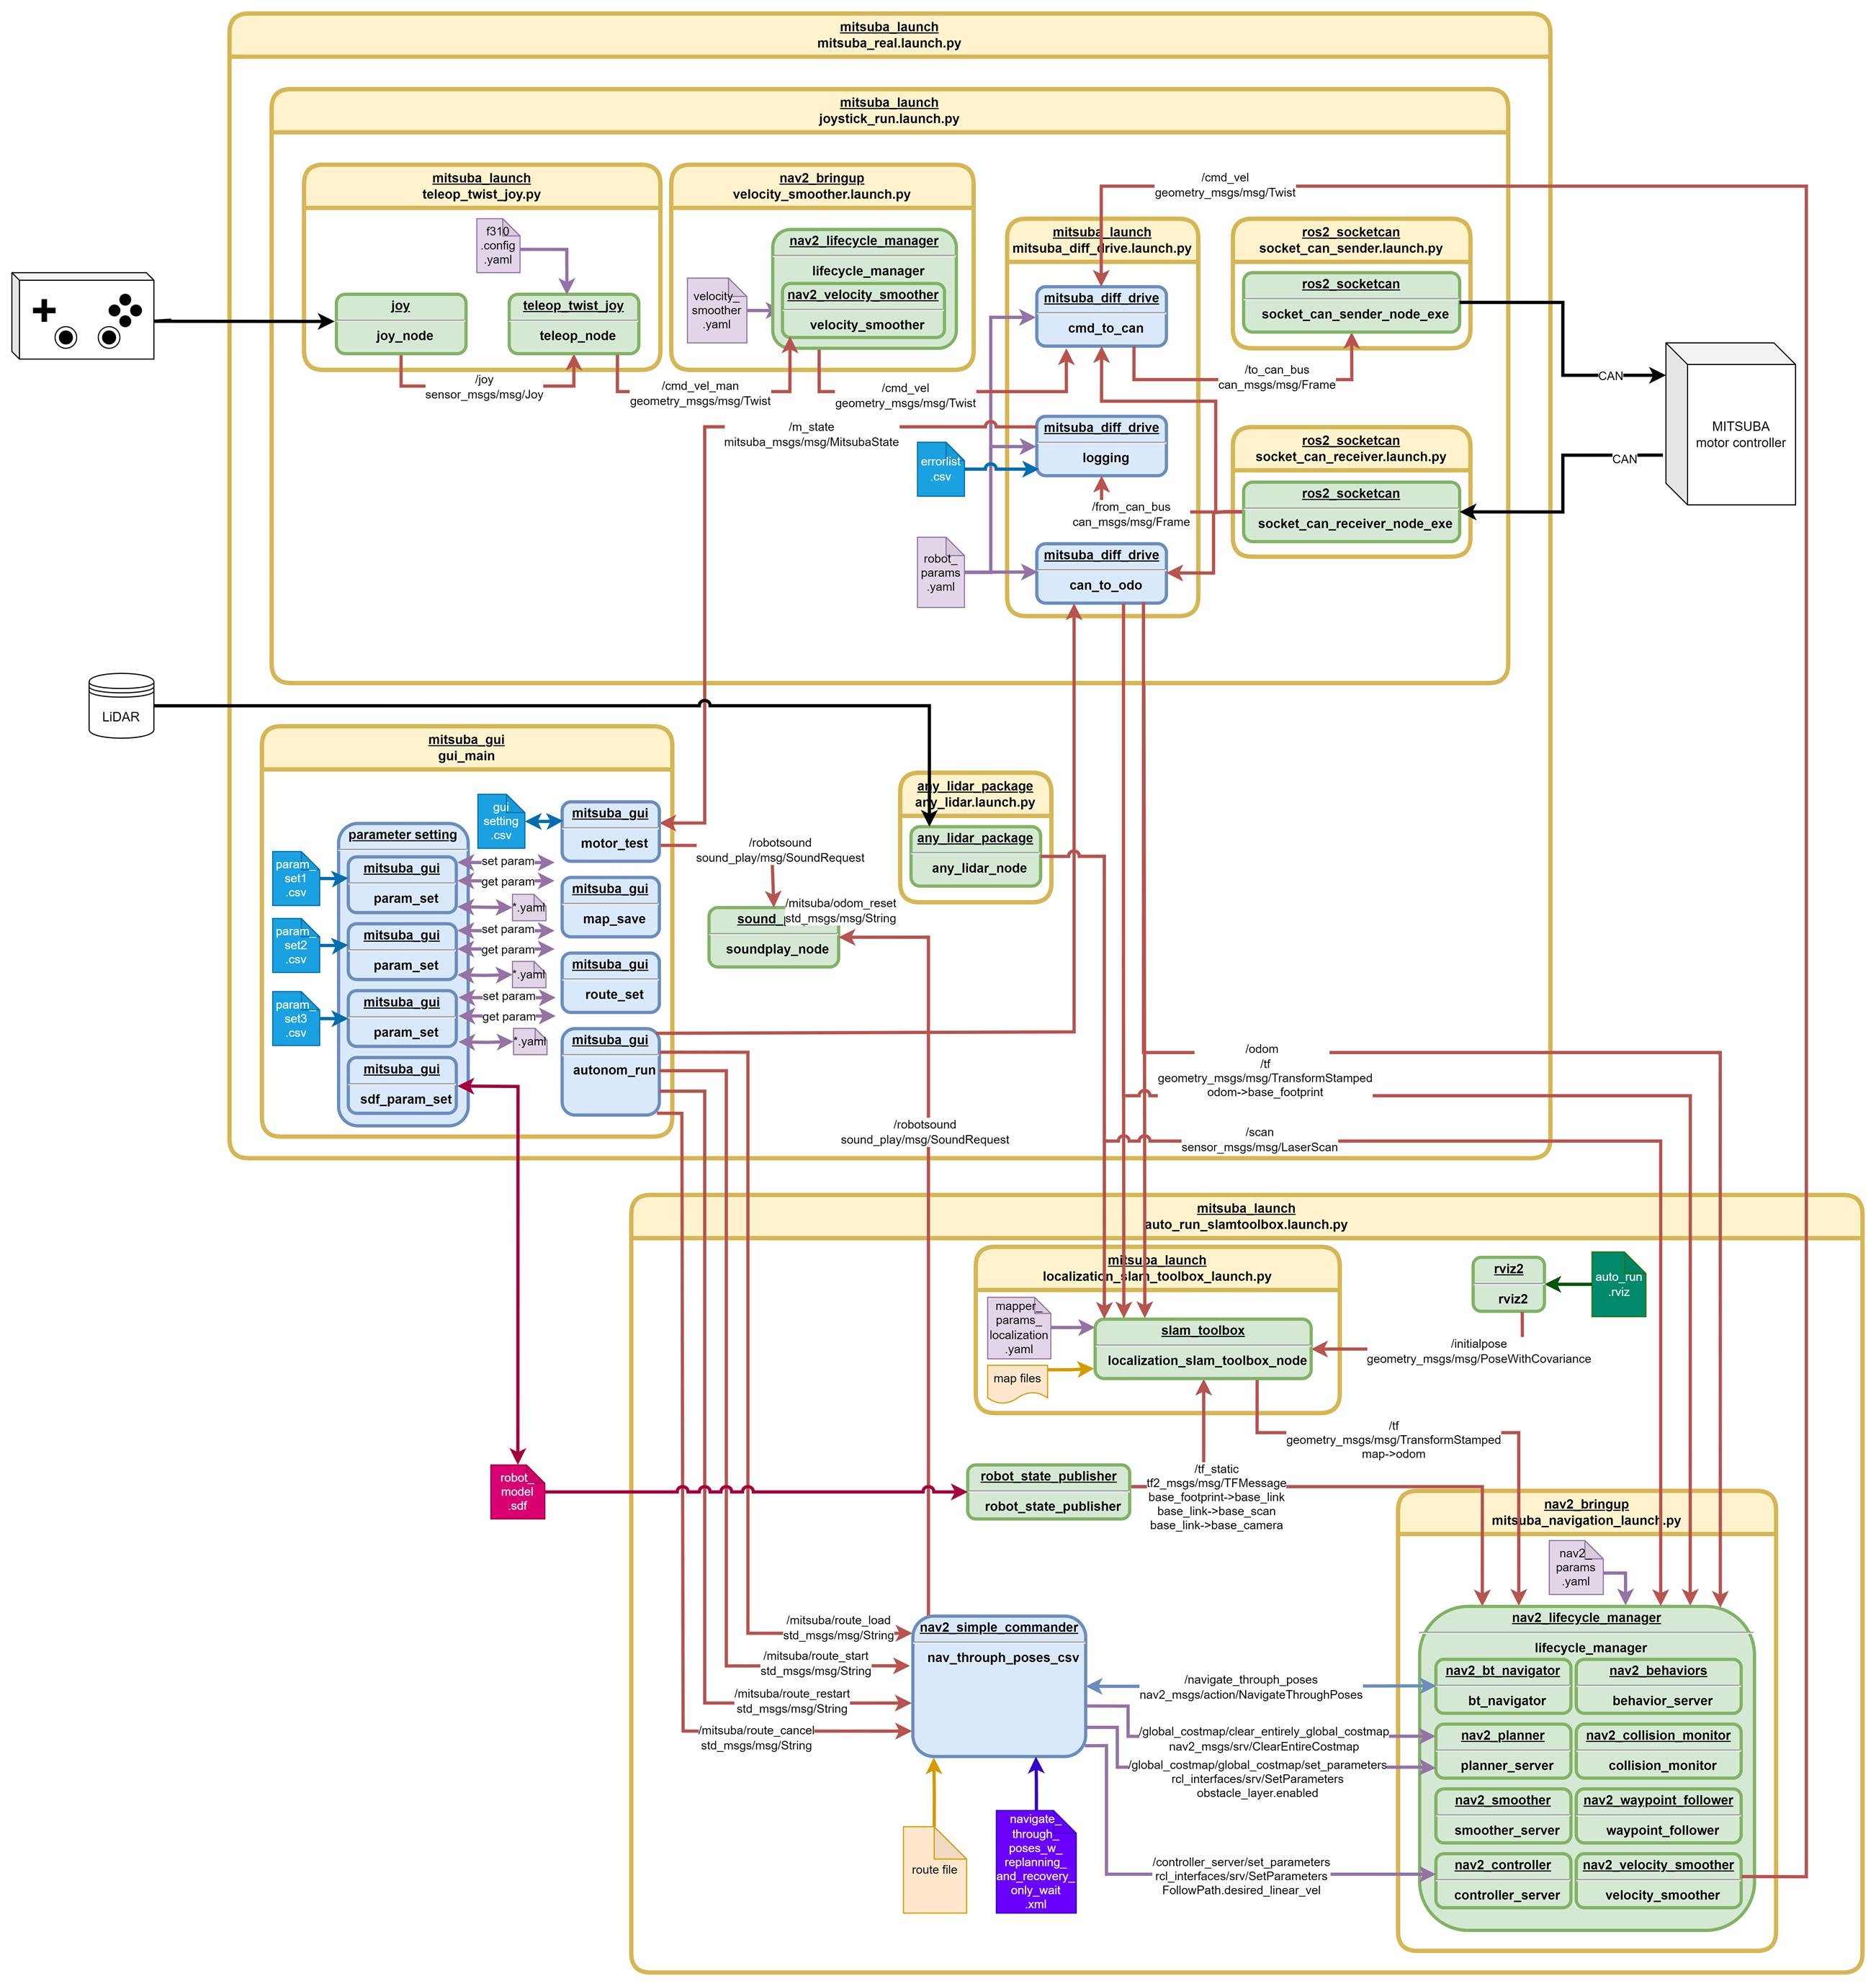 mitsuba_launch
mitsuba_real.launch.py
mitsuba_launch
joystick_run.launch.py
mitsuba_launch
teleop_twist_joy.py
f310
.config
.yaml
joy
joy_node
teleop_twist_joy
teleop_node
/joy
sensor_msgs/msg/Joy
nav2_bringup
velocity_smoother.launch.py
nav2_lifecycle_manager
lifecycle_manager
velocity_
smoother
.yaml
nav2_velocity_smoother
velocity_smoother
/cmd_vel_man
geometry_msgs/msg/Twist
/cmd_vel
geometry_msgs/msg/Twist
/cmd_vel
geometry_msgs/msg/Twist
mitsuba_launch
mitsuba_diff_drive.launch.py
mitsuba_diff_drive
cmd_to_can
ros2_socketcan
socket_can_sender.launch.py
ros2_socketcan
socket_can_sender_node_exe
/to_can_bus
can_msgs/msg/Frame
CAN
MITSUBA
motor controller
CAN
/m_state
mitsuba_msgs/msg/MitsubaState
mitsuba_diff_drive
logging
errorlist
.csv
ros2_socketcan
socket_can_receiver.launch.py
ros2_socketcan
socket_can_receiver_node_exe
/from_can_bus
can_msgs/msg/Frame
robot_
params
.yaml
mitsuba_diff_drive
can_to_odo
LiDAR
mitsuba_gui
gui_main
gui
setting
.csv
mitsuba_gui
motor_test
parameter setting
param_
set1
.csv
mitsuba_gui
param_set
set param
get param
*.yaml
mitsuba_gui
map_save
param_
set2
.csv
mitsuba_gui
param_set
set param
get param
*.yaml
mitsuba_gui
route_set
param_
set3
.csv
mitsuba_gui
param_set
set param
get param
*.yaml
mitsuba_gui
autonom_run
mitsuba_gui
sdf_param_set
/robotsound
sound_play/msg/SoundRequest
any_lidar_package
any_lidar.launch.py
any_lidar_package
any_lidar_node
/mitsuba/odom_reset
std_msgs/msg/String
sound_
soundplay_node
/odom
/tf
geometry_msgs/msg/TransformStamped
odom->base_footprint
/robotsound
sound_play/msg/SoundRequest
/scan
sensor_msgs/msg/LaserScan
mitsuba_launch
auto_run_slamtoolbox.launch.py
mitsuba_launch
localization_slam_toolbox_launch.py
mapper_
params_
localization
.yaml
map files
slam_toolbox
localization_slam_toolbox_node
rviz2
rviz2
auto_run
.rviz
/initialpose
geometry_msgs/msg/PoseWithCovariance
/tf
geometry_msgs/msg/TransformStamped
map->odom
robot_
model
.sdf
robot_state_publisher
robot_state_publisher
/tf_static
tf2_msgs/msg/TFMessage
base_footprint->base_link
base_link->base_scan
base_link->base_camera
nav2_bringup
mitsuba_navigation_launch.py
nav2_
params
.yaml
nav2_lifecycle_manager
lifecycle_manager
nav2_bt_navigator
bt_navigator
nav2_behaviors
behavior_server
nav2_planner
planner_server
nav2_collision_monitor
collision_monitor
nav2_smoother
smoother_server
nav2_waypoint_follower
waypoint_follower
nav2_controller
controller_server
nav2_velocity_smoother
velocity_smoother
/mitsuba/route_load
std_msgs/msg/String
/mitsuba/route_start
std_msgs/msg/String
/mitsuba/route_restart
std_msgs/msg/String
/mitsuba/route_cancel
std_msgs/msg/String
nav2_simple_commander
nav_throuph_poses_csv
/navigate_throuph_poses
nav2_msgs/action/NavigateThroughPoses
/global_costmap/clear_entirely_global_costmap
nav2_msgs/srv/ClearEntireCostmap
/global_costmap/global_costmap/set_parameters
rcl_interfaces/srv/SetParameters
obstacle_layer.enabled
/controller_server/set_parameters
rcl_interfaces/srv/SetParameters
FollowPath.desired_linear_vel
route file
navigate_
through_
poses_w_
replanning_
and_recovery_
only_wait
.xml